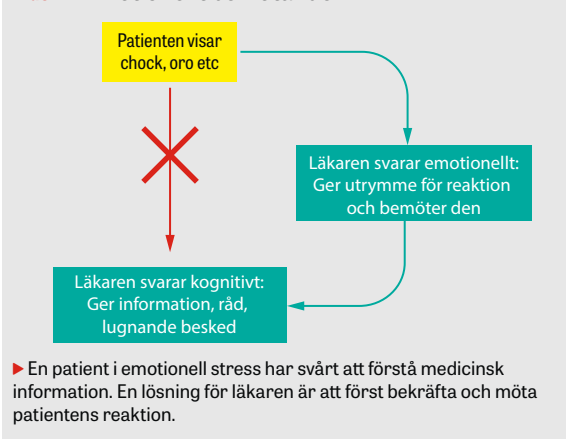 Patienten visar
chock, oro etc
Läkaren svarar emotionellt:
Ger utrymme för reaktion
och bemöter den
Läkaren svarar kognitivt:
Ger information, råd,
lugnande besked
En patient i emotionell stress har svårt att förstå medicinsk
information. En lösning för läkaren är att först bekräfta och möta
patientens reaktion.